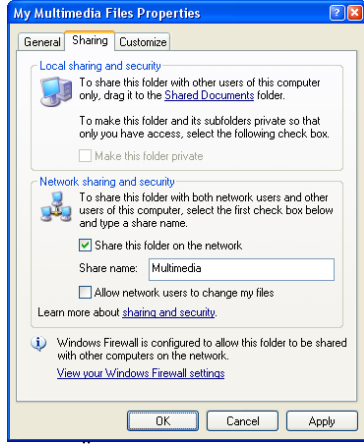 My Multimedia Files Properties
General Sharing Customize
Local sharing and security
To share this folder with other users of this computer
only, drag it to the Shared Documents folder.
To make this folder and its subfolders private so that
only you have access, select the following check box.
Make this folder private
Network sharing and security
To share this folder with both network users and other
users of this computer, select the first check box below
and type a share name.
Share this folder on the network
Share name: Multimedia
Allow network users to change my files
Learn more about sharing and security.
Windows Firewall is configured to allow this folder to be shared
with other computers on the network.
View your Windows Firewall settings
OK Cancel Apply